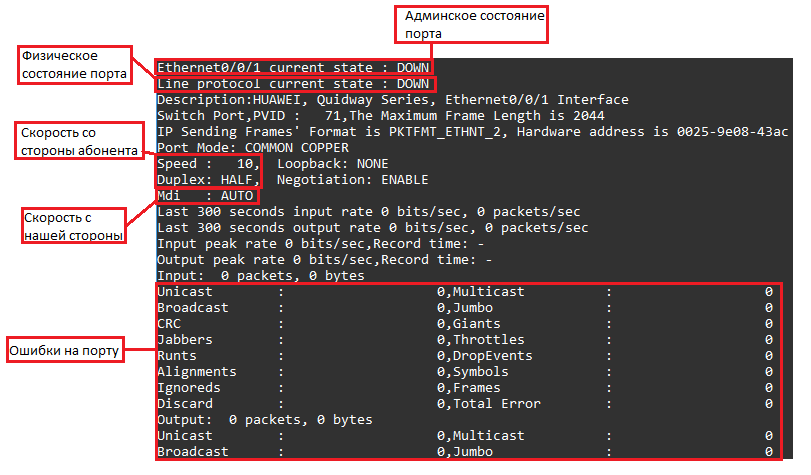 Админское состояние
порта
Физическое
состояние порта
Ethernet0/0/1 current state : DOWN
Line protocol current state : DOWN
Description:HUAWEI, Quidway Series, Ethernet0/0/1 Interface
Switch Port,PVID :   71,The Maximum Frame Length is 2044
IP Sending Frames' Format is PKTFMT_ETHNT_2, Hardware address is 0025-9e08-43ac
Port Mode: COMMON COPPER
Скорость со
стороны абонента
Speed :   10,  Loopback: NONE
Duplex: HALF,  Negotiation: ENABLE
Mdi   : AUTO
Скорость с
нашей стороны
Last 300 seconds input rate 0 bits/sec, 0 packets/sec
Last 300 seconds output rate 0 bits/sec, 0 packets/sec
Input peak rate 0 bits/sec,Record time: -
Output peak rate 0 bits/sec,Record time: -
Input:  0 packets, 0 bytes
Ошибки на порту
Unicast        :                   0,Multicast          :                   0
Broadcast      :                   0,Jumbo              :                   0
CRC            :                   0,Giants             :                   0
Jabbers        :                   0,Throttles          :                   0
Runts          :                   0,DropEvents         :                   0
Alignments     :                   0,Symbols            :                   0
Ignoreds       :                   0,Frames             :                   0
Discard        :                   0,Total Error        :                   0
Output:  0 packets, 0 bytes
Unicast        :                   0,Multicast          :                   0
Broadcast      :                   0,Jumbo              :                   0